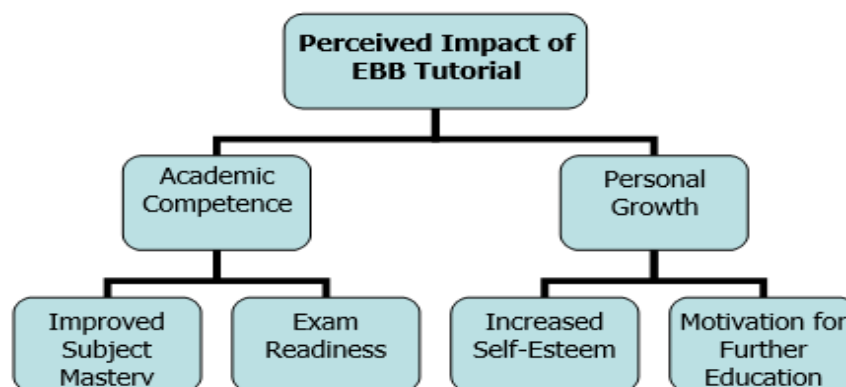 Perceived Impact of
EBB Tutorial
Academic
Competence
Personal
Growth
Improved
Subject
Mastery
Exam
Readiness
Increased
Self-Esteem
Motivation for
Further
Education